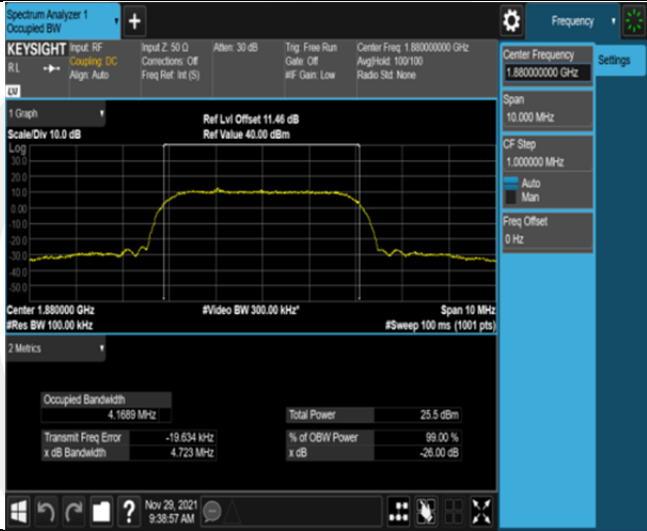 Spectrum Analyzer 1
Occupied BW
+
Frequency
KEYSIGHT
Input: RF
Coupling: DC
Align: Auto
Input Z: 50 Ω
Corrections: Off
Freq Ref: Int (S)
Atten: 30 dB
Trig: Free Run
Gate: Off
#IF Gain: Low
Center Freq: 1.880000000 GHz
Avg|Hold: 100/100
Radio Std: None
RL
LXI
Center Frequency
1.880000000 GHz
Settings
Span
10.000 MHz
CF Step
1.000000 MHz
Auto
Man
Freq Offset
0 Hz
1 Graph
Scale/Div 10.0 dB
Ref Lvl Offset 11.46 dB
Ref Value 40.00 dBm
Log
30.0
20.0
10.0
0.00
-10.0
-20.0
-30.0
-40.0
-50.0
Center 1.88000 GHz
#Video BW 300.00 kHz*
Span 10 MHz
#Res BW 100.00 kHz
#Sweep 100 ms (1001 pts)
2 Metrics
Occupied Bandwidth
4.1689 MHz
Total Power 25.5 dBm
Transmit Freq Error -19.634 kHz
% of OBW Power 99.00 %
x dB Bandwidth 4.723 MHz
x dB -26.00 dB
?
Nov 29, 2021
9:38:57 AM